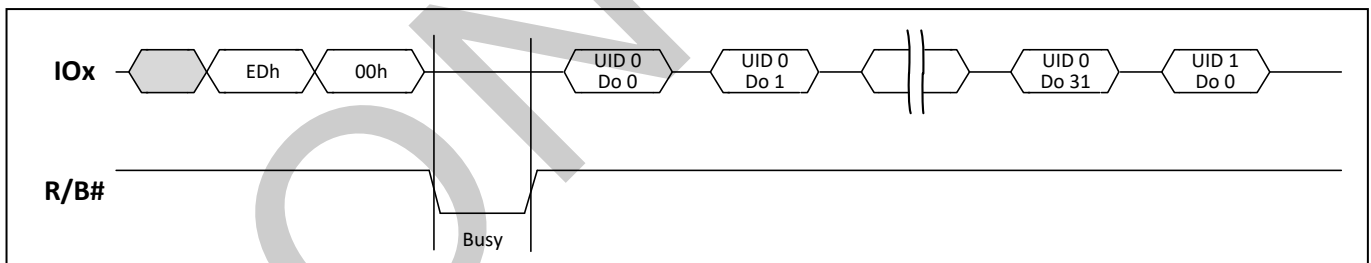 IOx
EDh
00h
UID 0
Do 0
UID 0
Do 1
UID 0
Do 31
UID 1
Do 0
R/B#
Busy